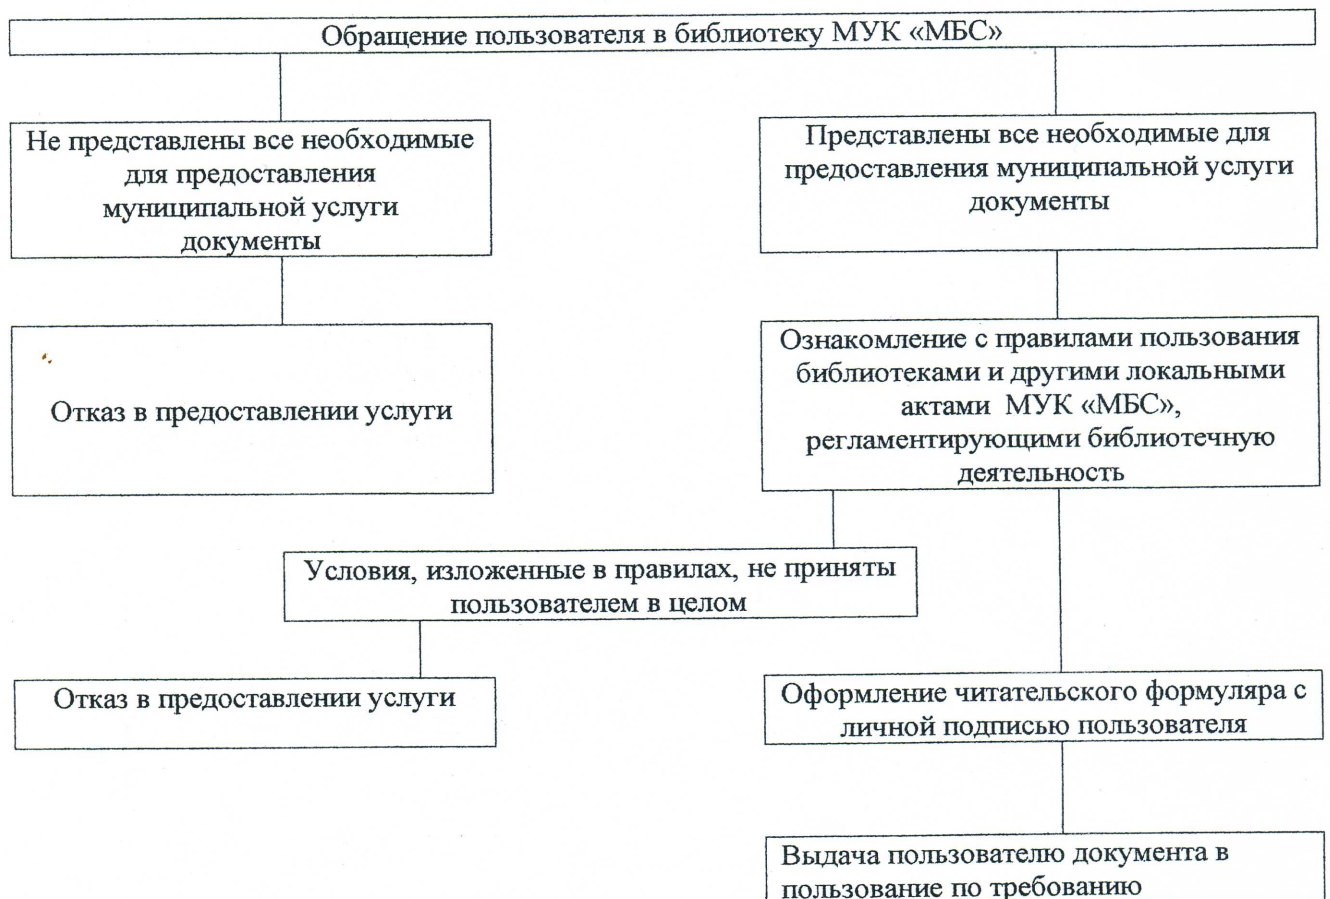 Обращение пользователя в библиотеку МУК «МБС»
Не представлены все необходимые
для предоставления
муниципальной услуги
документы
Представлены все необходимые для
предоставления муниципальной услуги
документы
Отказ в предоставлении услуги
Ознакомление с правилами пользования
библиотеками и другими локальными
актами МУК «МБС»,
регламентирующими библиотечную
деятельность
Условия, изложенные в правилах, не приняты
пользователем в целом
Отказ в предоставлении услуги
Оформление читательского формуляра с
личной подписью пользователя
Выдача пользователю документа в
пользование по требованию